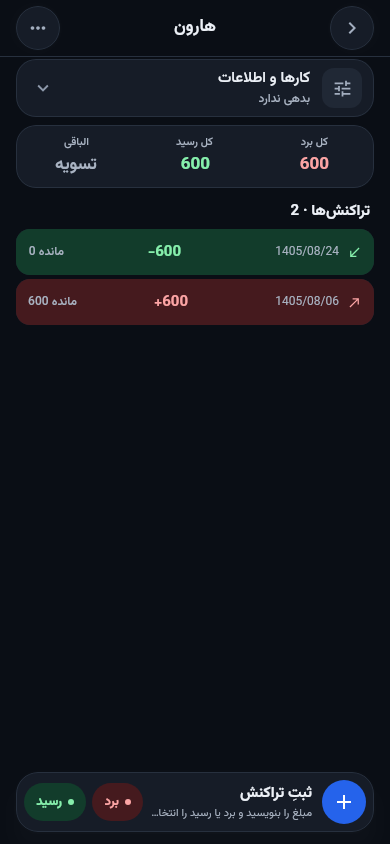 هارون
کارها و اطلاعات
بدهی ندارد
کل برد
کل رسید
الباقی
600
600
تسویه
تراکنش‌ها · 2
1405/08/24
−600
مانده 0
1405/08/06
+600
مانده 600
ثبتِ تراکنش
مبلغ را بنویسید و برد یا رسید را انتخا...
برد
رسید